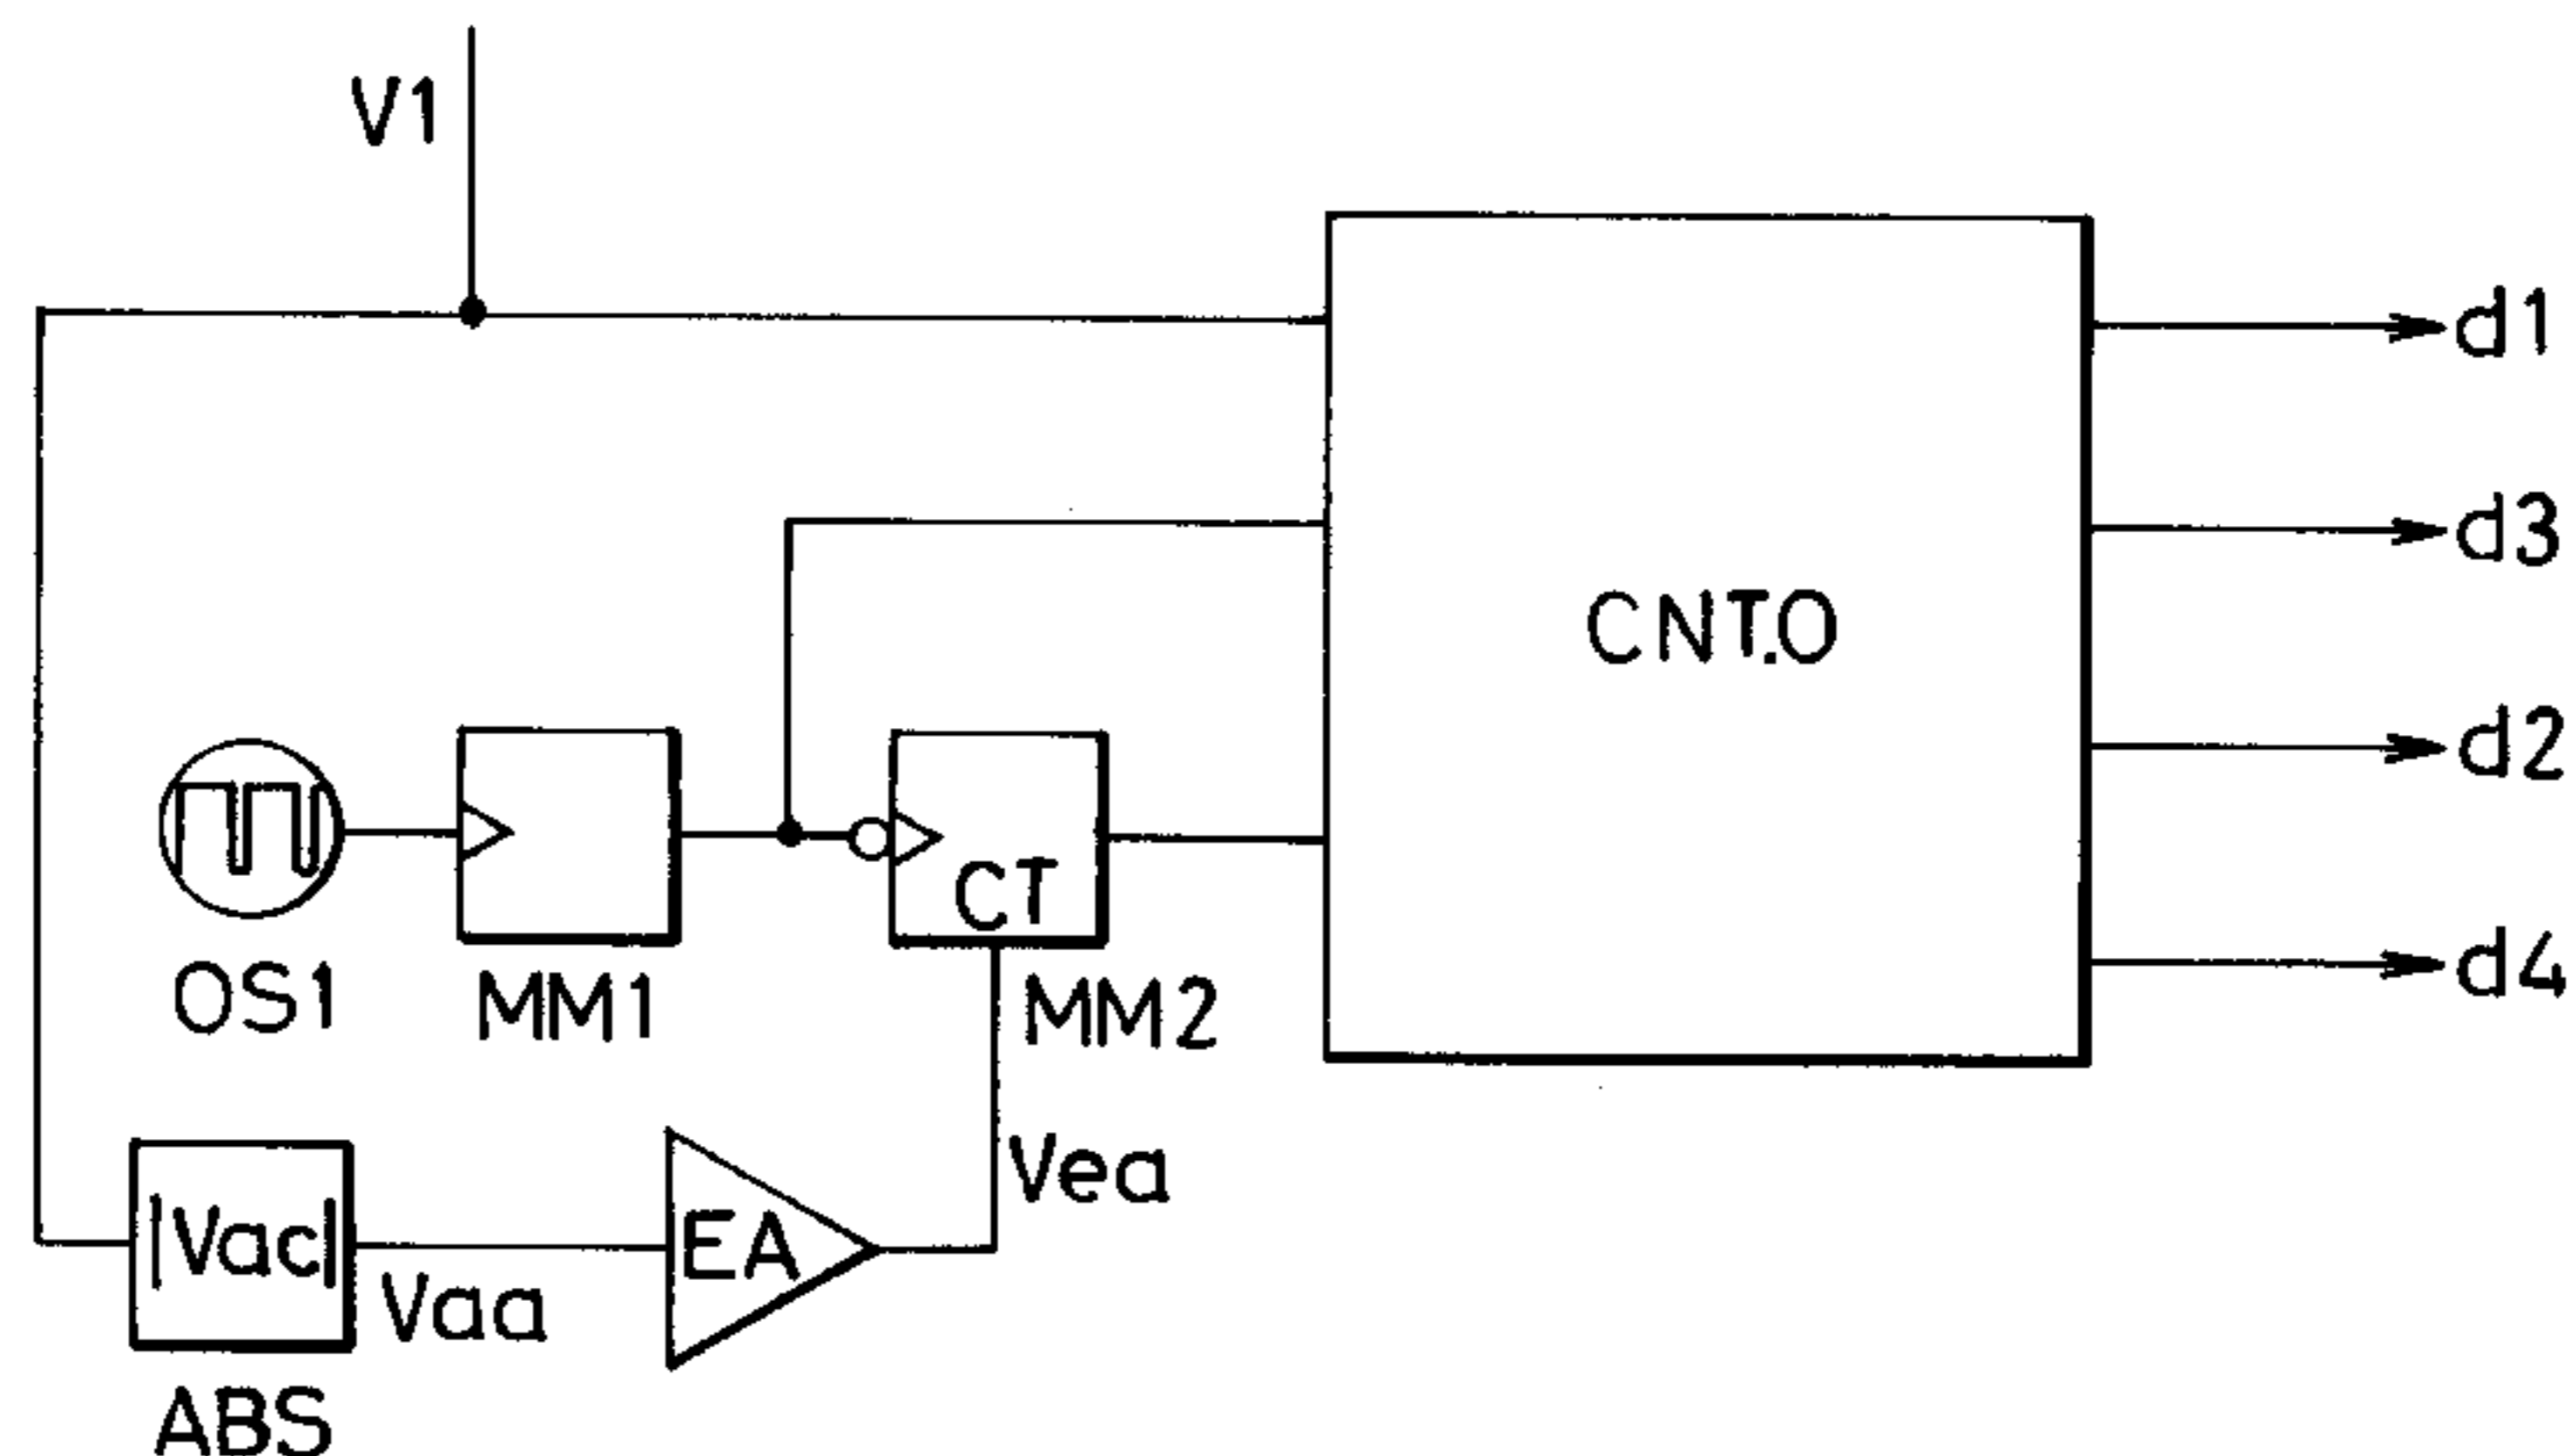 V1
d1
d3
CNT.O
d2
CT
d4
OS1
MM1
MM2
Vea
|Vac|
EA
Vaa
ABS